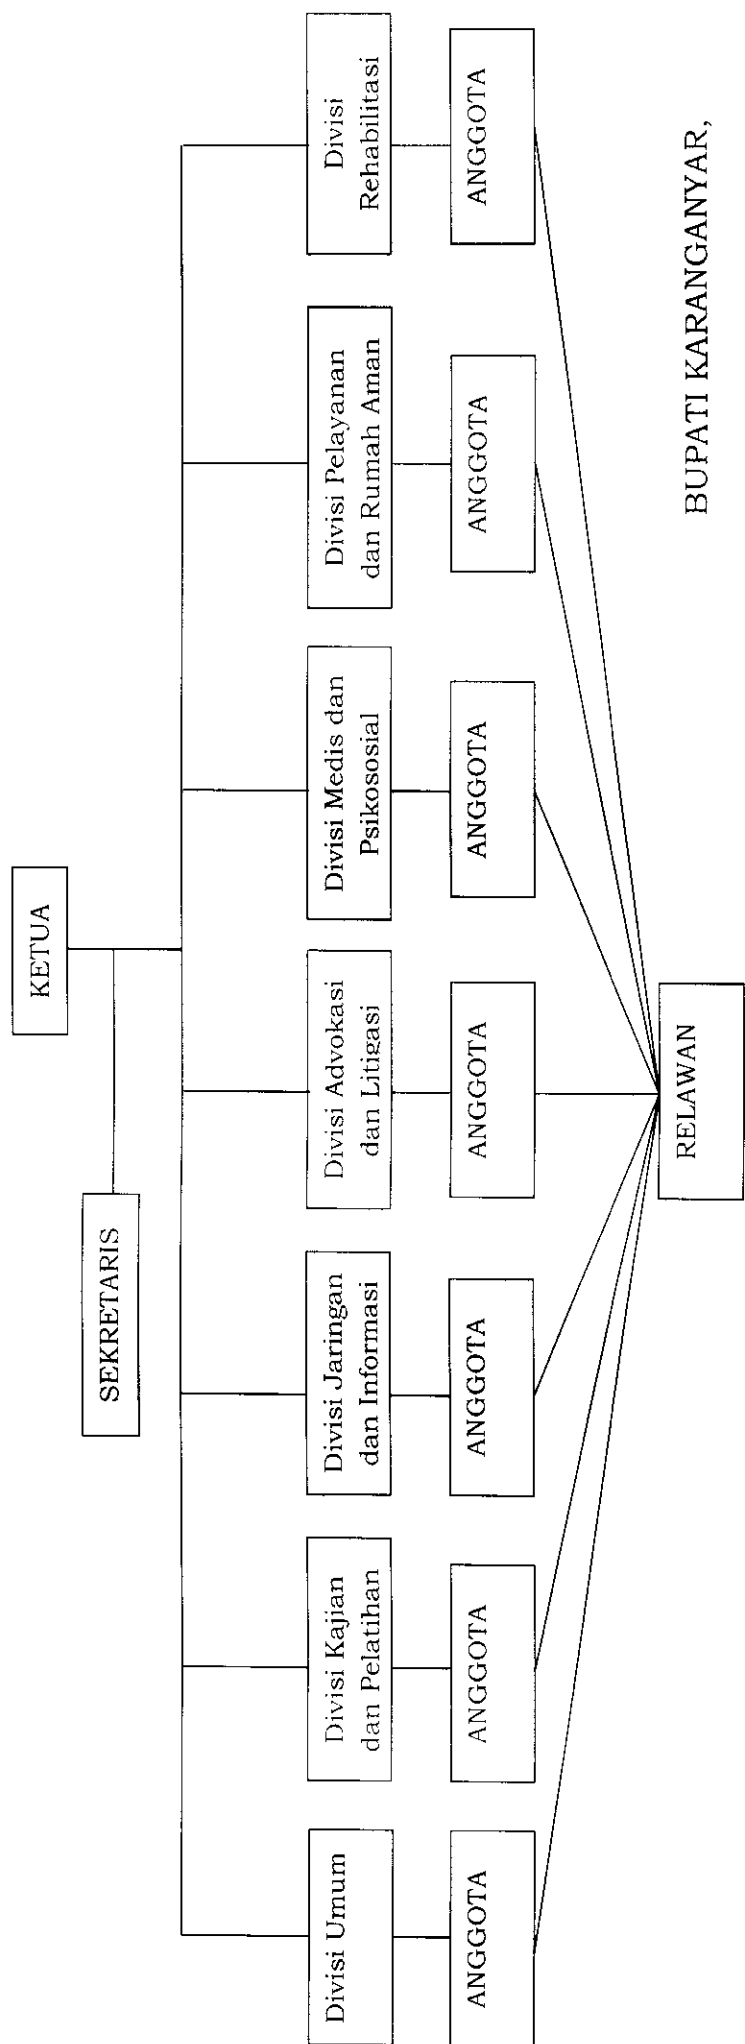 KETUA
SEKRETARIS
Divisi Umum
Divisi Kajian
dan Pelatihan
Divisi Jaringan
dan Informasi
Divisi Advokasi
dan Litigasi
Divisi Medis dan
Psikososial
Divisi Pelayanan
dan Rumah Aman
Divisi
Rehabilitasi
ANGGOTA
ANGGOTA
ANGGOTA
ANGGOTA
ANGGOTA
ANGGOTA
ANGGOTA
RELAWAN
BUPATI KARANGANYAR,